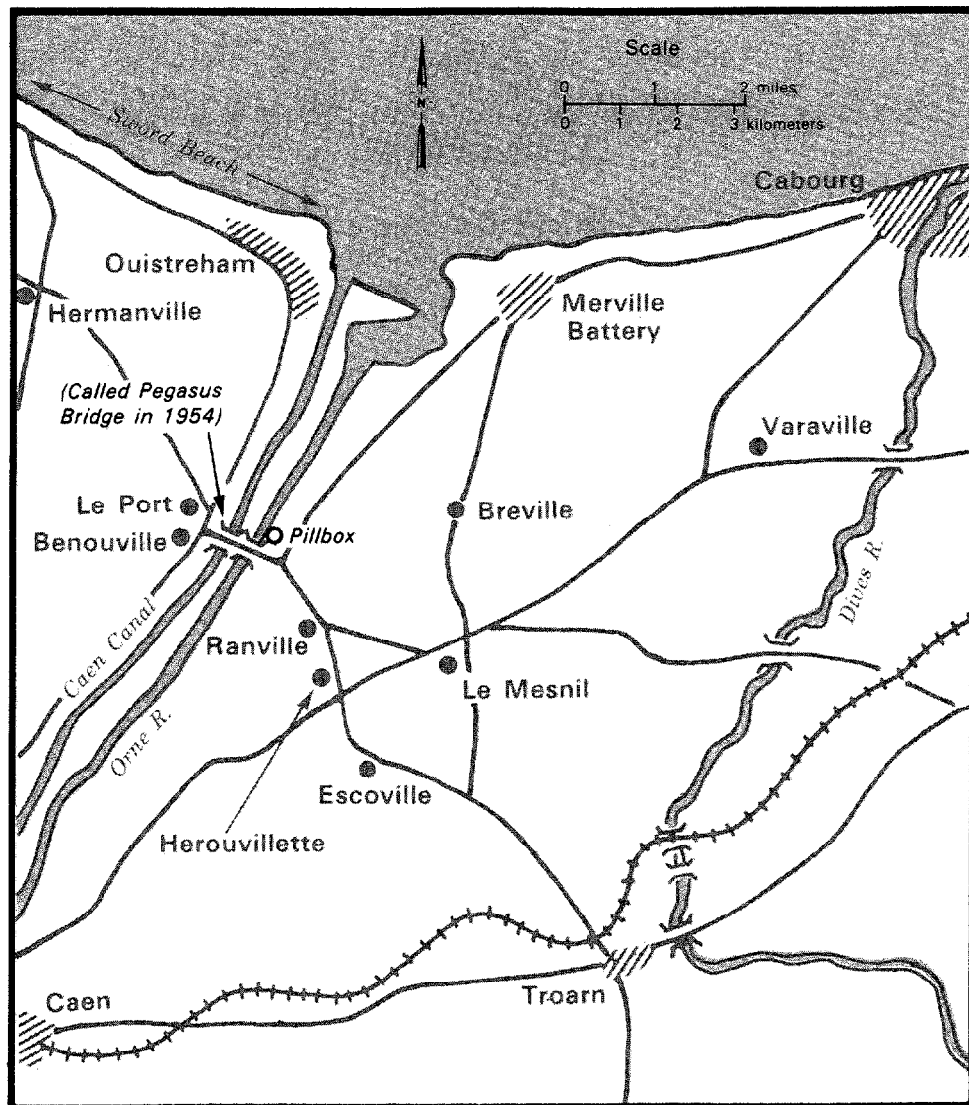 Scale
0 1 2 miles
0 1 2 3 kilometers
N
Sword Beach
Cabourg
Ouistreham
Hermanville
Merville
Battery
(Called Pegasus
Bridge in 1954)
Varaville
Le Port
Benouville
Pillbox
Breville
Dives R.
Caen Canal
Ranville
Le Mesnil
Orne R.
Escoville
Herouvillette
Caen
Troarn